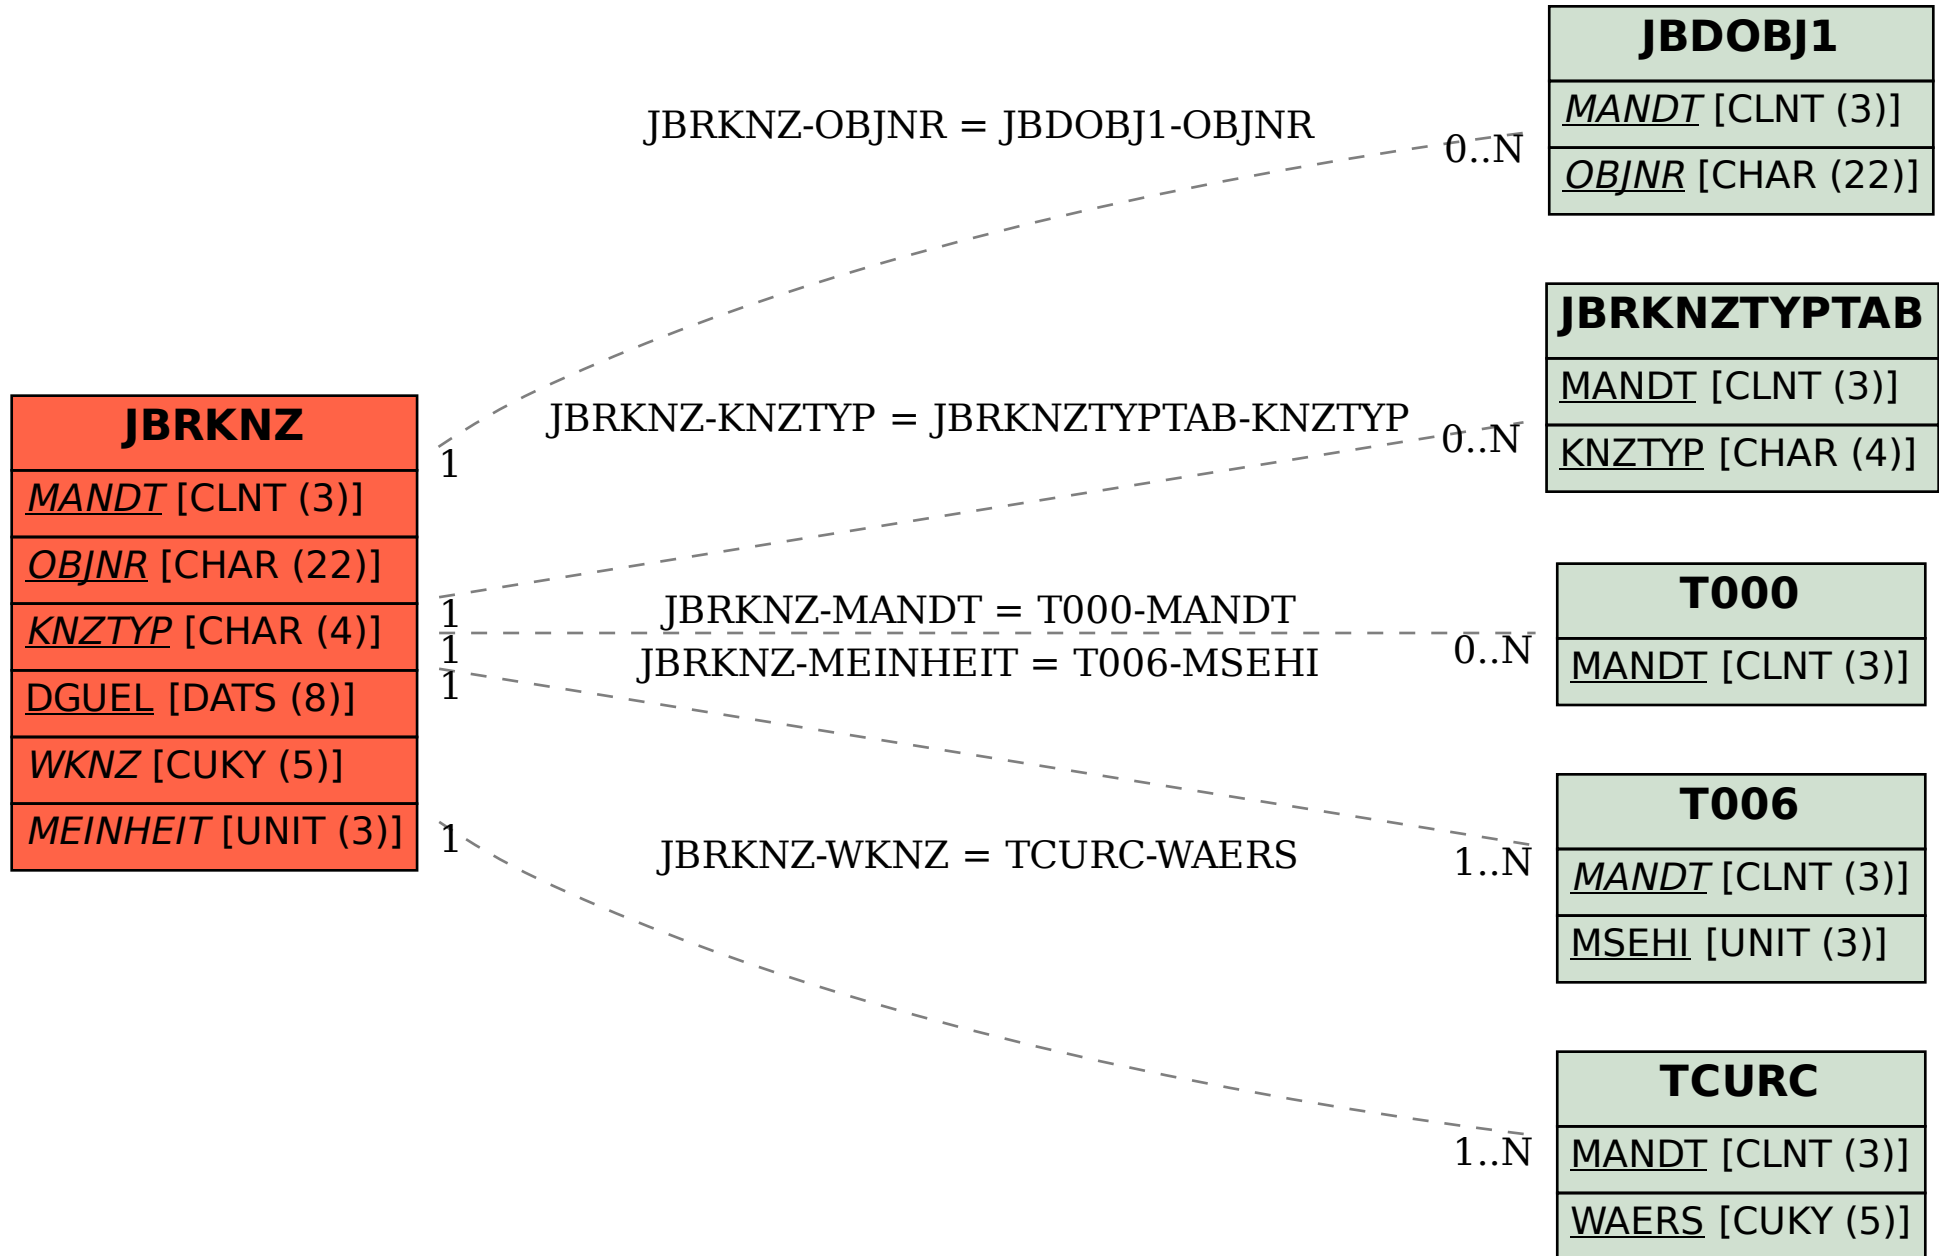 JBRKNZ
MANDT [CLNT (3)]
OBJNR [CHAR (22)]
KNZTYP [CHAR (4)]
DGUEL [DATS (8)]
WKNZ [CUKY (5)]
MEINHEIT [UNIT (3)]
JBRKNZ-OBJNR = JBDOBJ1-OBJNR
1
0..N
JBRKNZ-KNZTYP = JBRKNZTYPTAB-KNZTYP
1
0..N
JBRKNZ-MANDT = T000-MANDT
1
0..N
JBRKNZ-MEINHEIT = T006-MSEHI
1
1..N
JBRKNZ-WKNZ = TCURC-WAERS
1
1..N
JBDOBJ1
MANDT [CLNT (3)]
OBJNR [CHAR (22)]
JBRKNZTYPTAB
MANDT [CLNT (3)]
KNZTYP [CHAR (4)]
T000
MANDT [CLNT (3)]
T006
MANDT [CLNT (3)]
MSEHI [UNIT (3)]
TCURC
MANDT [CLNT (3)]
WAERS [CUKY (5)]